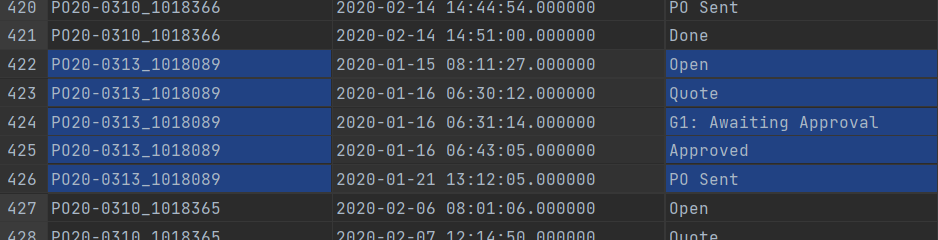 420 PO20-0310_1018366 2020-02-14 14:44:54.000000 PO Sent
421 PO20-0310_1018366 2020-02-14 14:51:00.000000 Done
422 PO20-0313_1018089 2020-01-15 08:11:27.000000 Open
423 PO20-0313_1018089 2020-01-16 06:30:12.000000 Quote
424 PO20-0313_1018089 2020-01-16 06:31:14.000000 G1: Awaiting Approval
425 PO20-0313_1018089 2020-01-16 06:43:05.000000 Approved
426 PO20-0313_1018089 2020-01-21 13:12:05.000000 PO Sent
427 PO20-0310_1018365 2020-02-06 08:01:06.000000 Open
428 PO20-0310_1018365 2020-02-07 12:14:50.000000 Quote